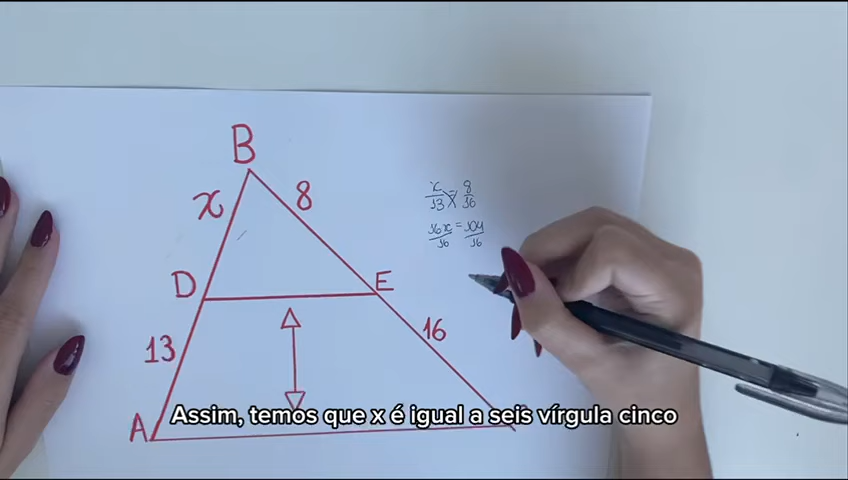 B
x 8
x/13 = 8/16
16x/16 = 104/16
D E
13 16
A
Assim, temos que x é igual a seis vírgula cinco